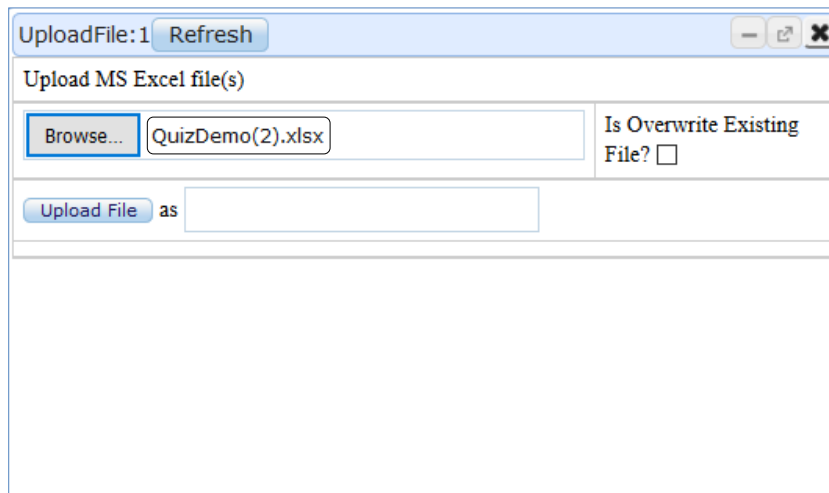 UploadFile:1 Refresh
Upload MS Excel file(s)
Browse... QuizDemo(2).xlsx
Is Overwrite Existing
File?
Upload File as